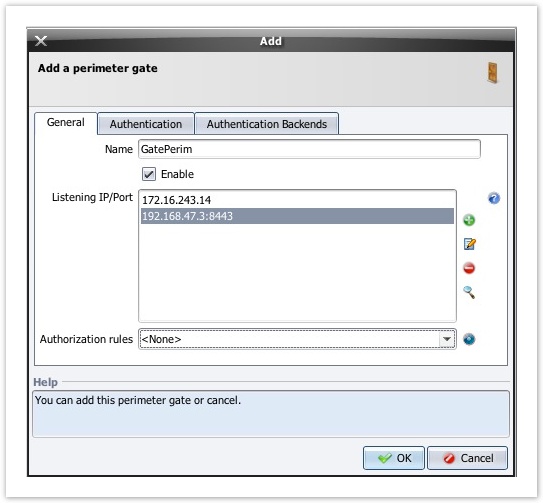 Add
Add a perimeter gate
General Authentication Authentication Backends
Name GatePerim
Enable
Listening IP/Port 172.16.243.14
192.168.47.3:8443
Authorization rules <None>
Help
You can add this perimeter gate or cancel.
OK Cancel